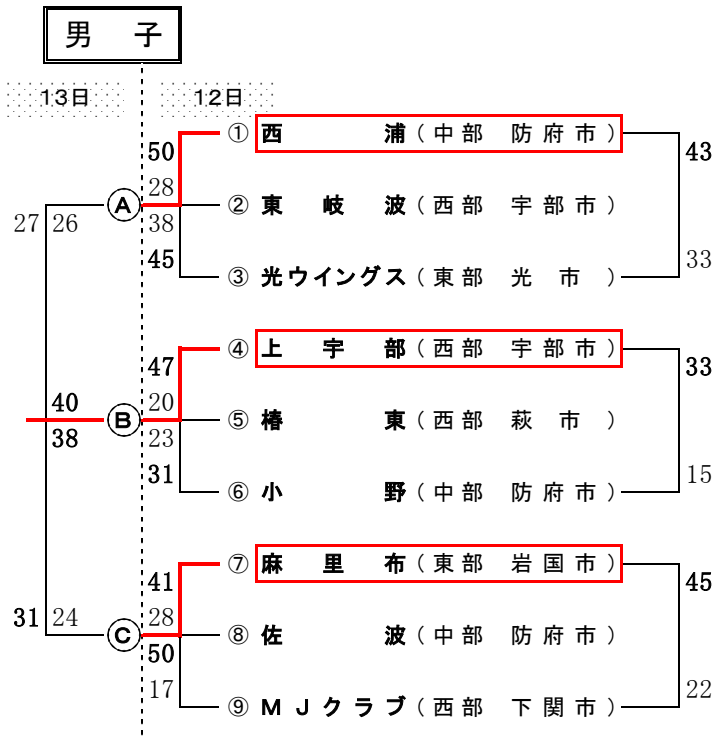 男　子
13日　12日
① 西浦（中部 防府市）
50　43
28
Ⓐ ② 東岐波（西部 宇部市）
27　26　38
45　33
③ 光ウイングス（東部 光市）
④ 上宇部（西部 宇部市）
47　33
40　20
Ⓑ ⑤ 椿東（西部 萩市）
38　23
31　15
⑥ 小野（中部 防府市）
⑦ 麻里布（東部 岩国市）
41　45
31　24　28
Ⓒ ⑧ 佐波（中部 防府市）
50
17　22
⑨ ＭＪクラブ（西部 下関市）